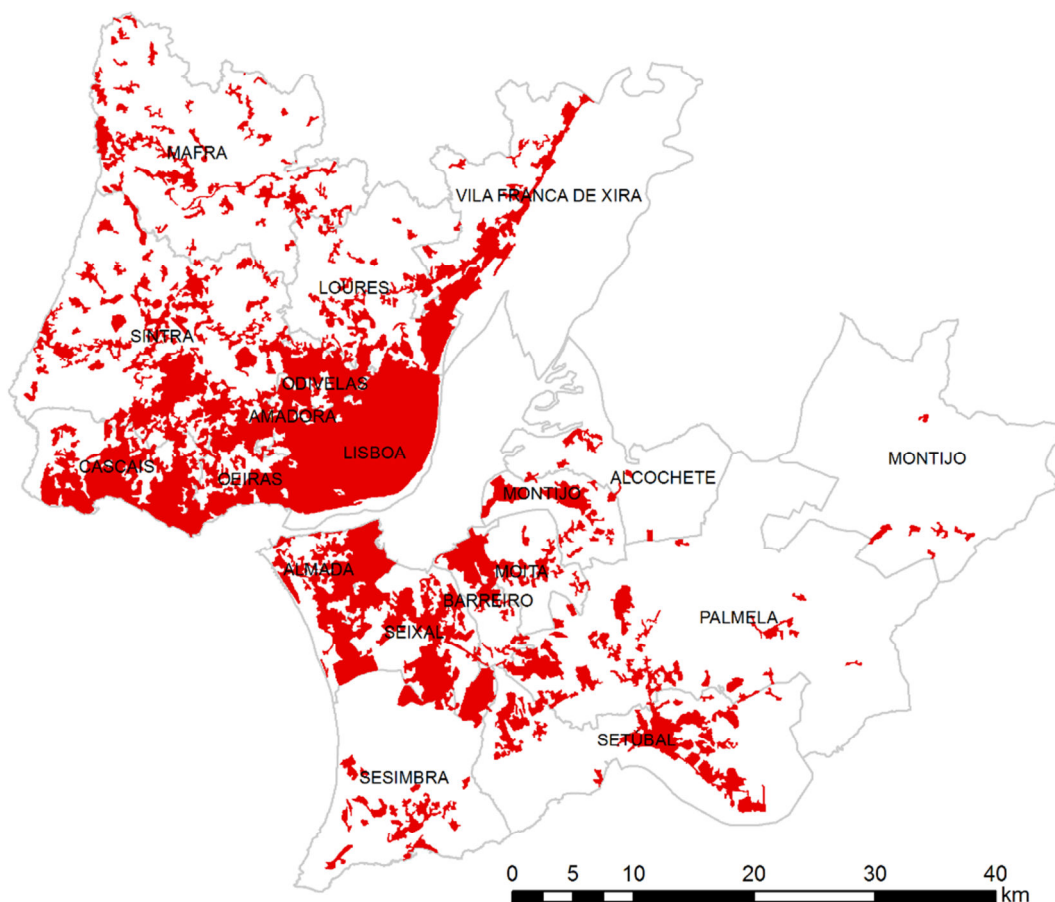 MAFRA
VILA FRANCA DE XIRA
LOURES
SINTRA
ODIVELAS
AMADORA
LISBOA
CASCAIS
OEIRAS
MONTIJO
ALCOCHETE
MONTIJO
ALMADA
MOITA
BARREIRO
SEIXAL
PALMELA
SETÚBAL
SESIMBRA
0 5 10 20 30 40
km